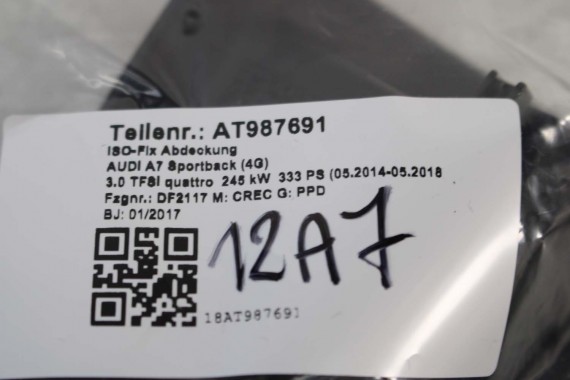 Teilenr.: AT987691
ISO-Fix Abdeckung
AUDI A7 Sportback (4G)
3.0 TFSI quattro 245 kW 333 PS (05.2014-05.2018
Fzgnr.: DF2117 M: CREC G: PPD
BJ: 01/2017
12A7
18AT987691